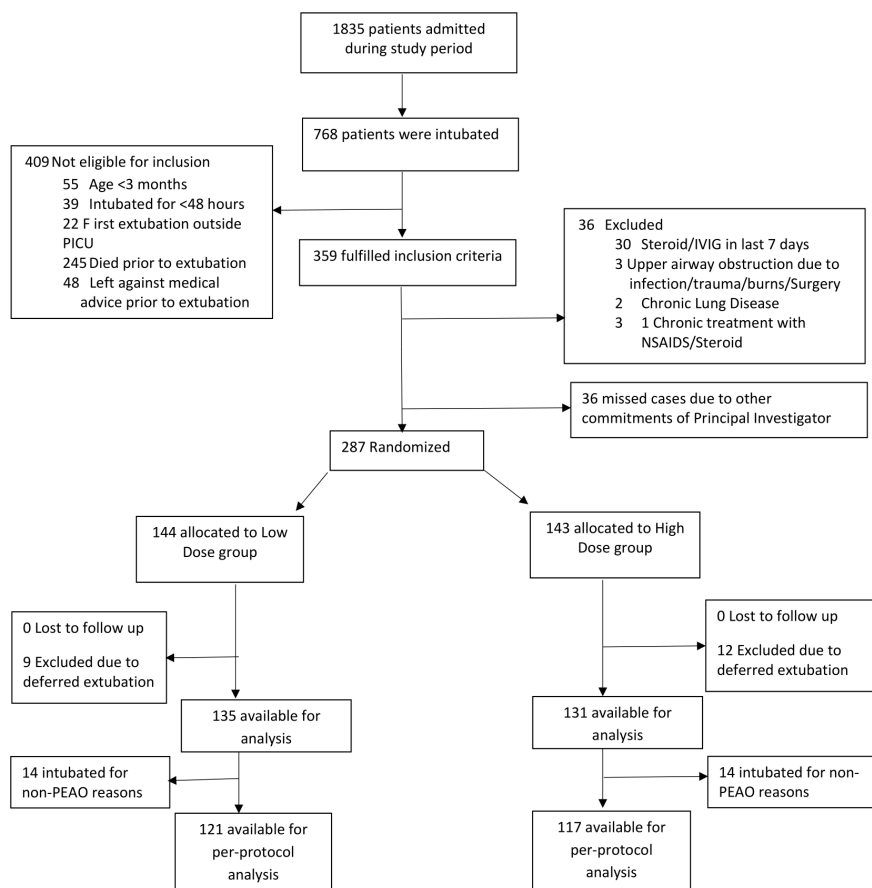 1835 patients admitted
during study period
768 patients were intubated
409 Not eligible for inclusion
55 Age <3 months
39 Intubated for <48 hours
22 F irst extubation outside
PICU
245 Died prior to extubation
48 Left against medical
advice prior to extubation
359 fulfilled inclusion criteria
36 Excluded
30 Steroid/IVIG in last 7 days
3 Upper airway obstruction due to
infection/trauma/burns/Surgery
2 Chronic Lung Disease
3 1 Chronic treatment with
NSAIDS/Steroid
36 missed cases due to other
commitments of Principal Investigator
287 Randomized
144 allocated to Low
Dose group
143 allocated to High
Dose group
0 Lost to follow up
9 Excluded due to
deferred extubation
0 Lost to follow up
12 Excluded due to
deferred extubation
135 available for
analysis
131 available for
analysis
14 intubated for
non-PEAO reasons
14 intubated for non-
PEAO reasons
121 available for
per-protocol
analysis
117 available for
per-protocol
analysis